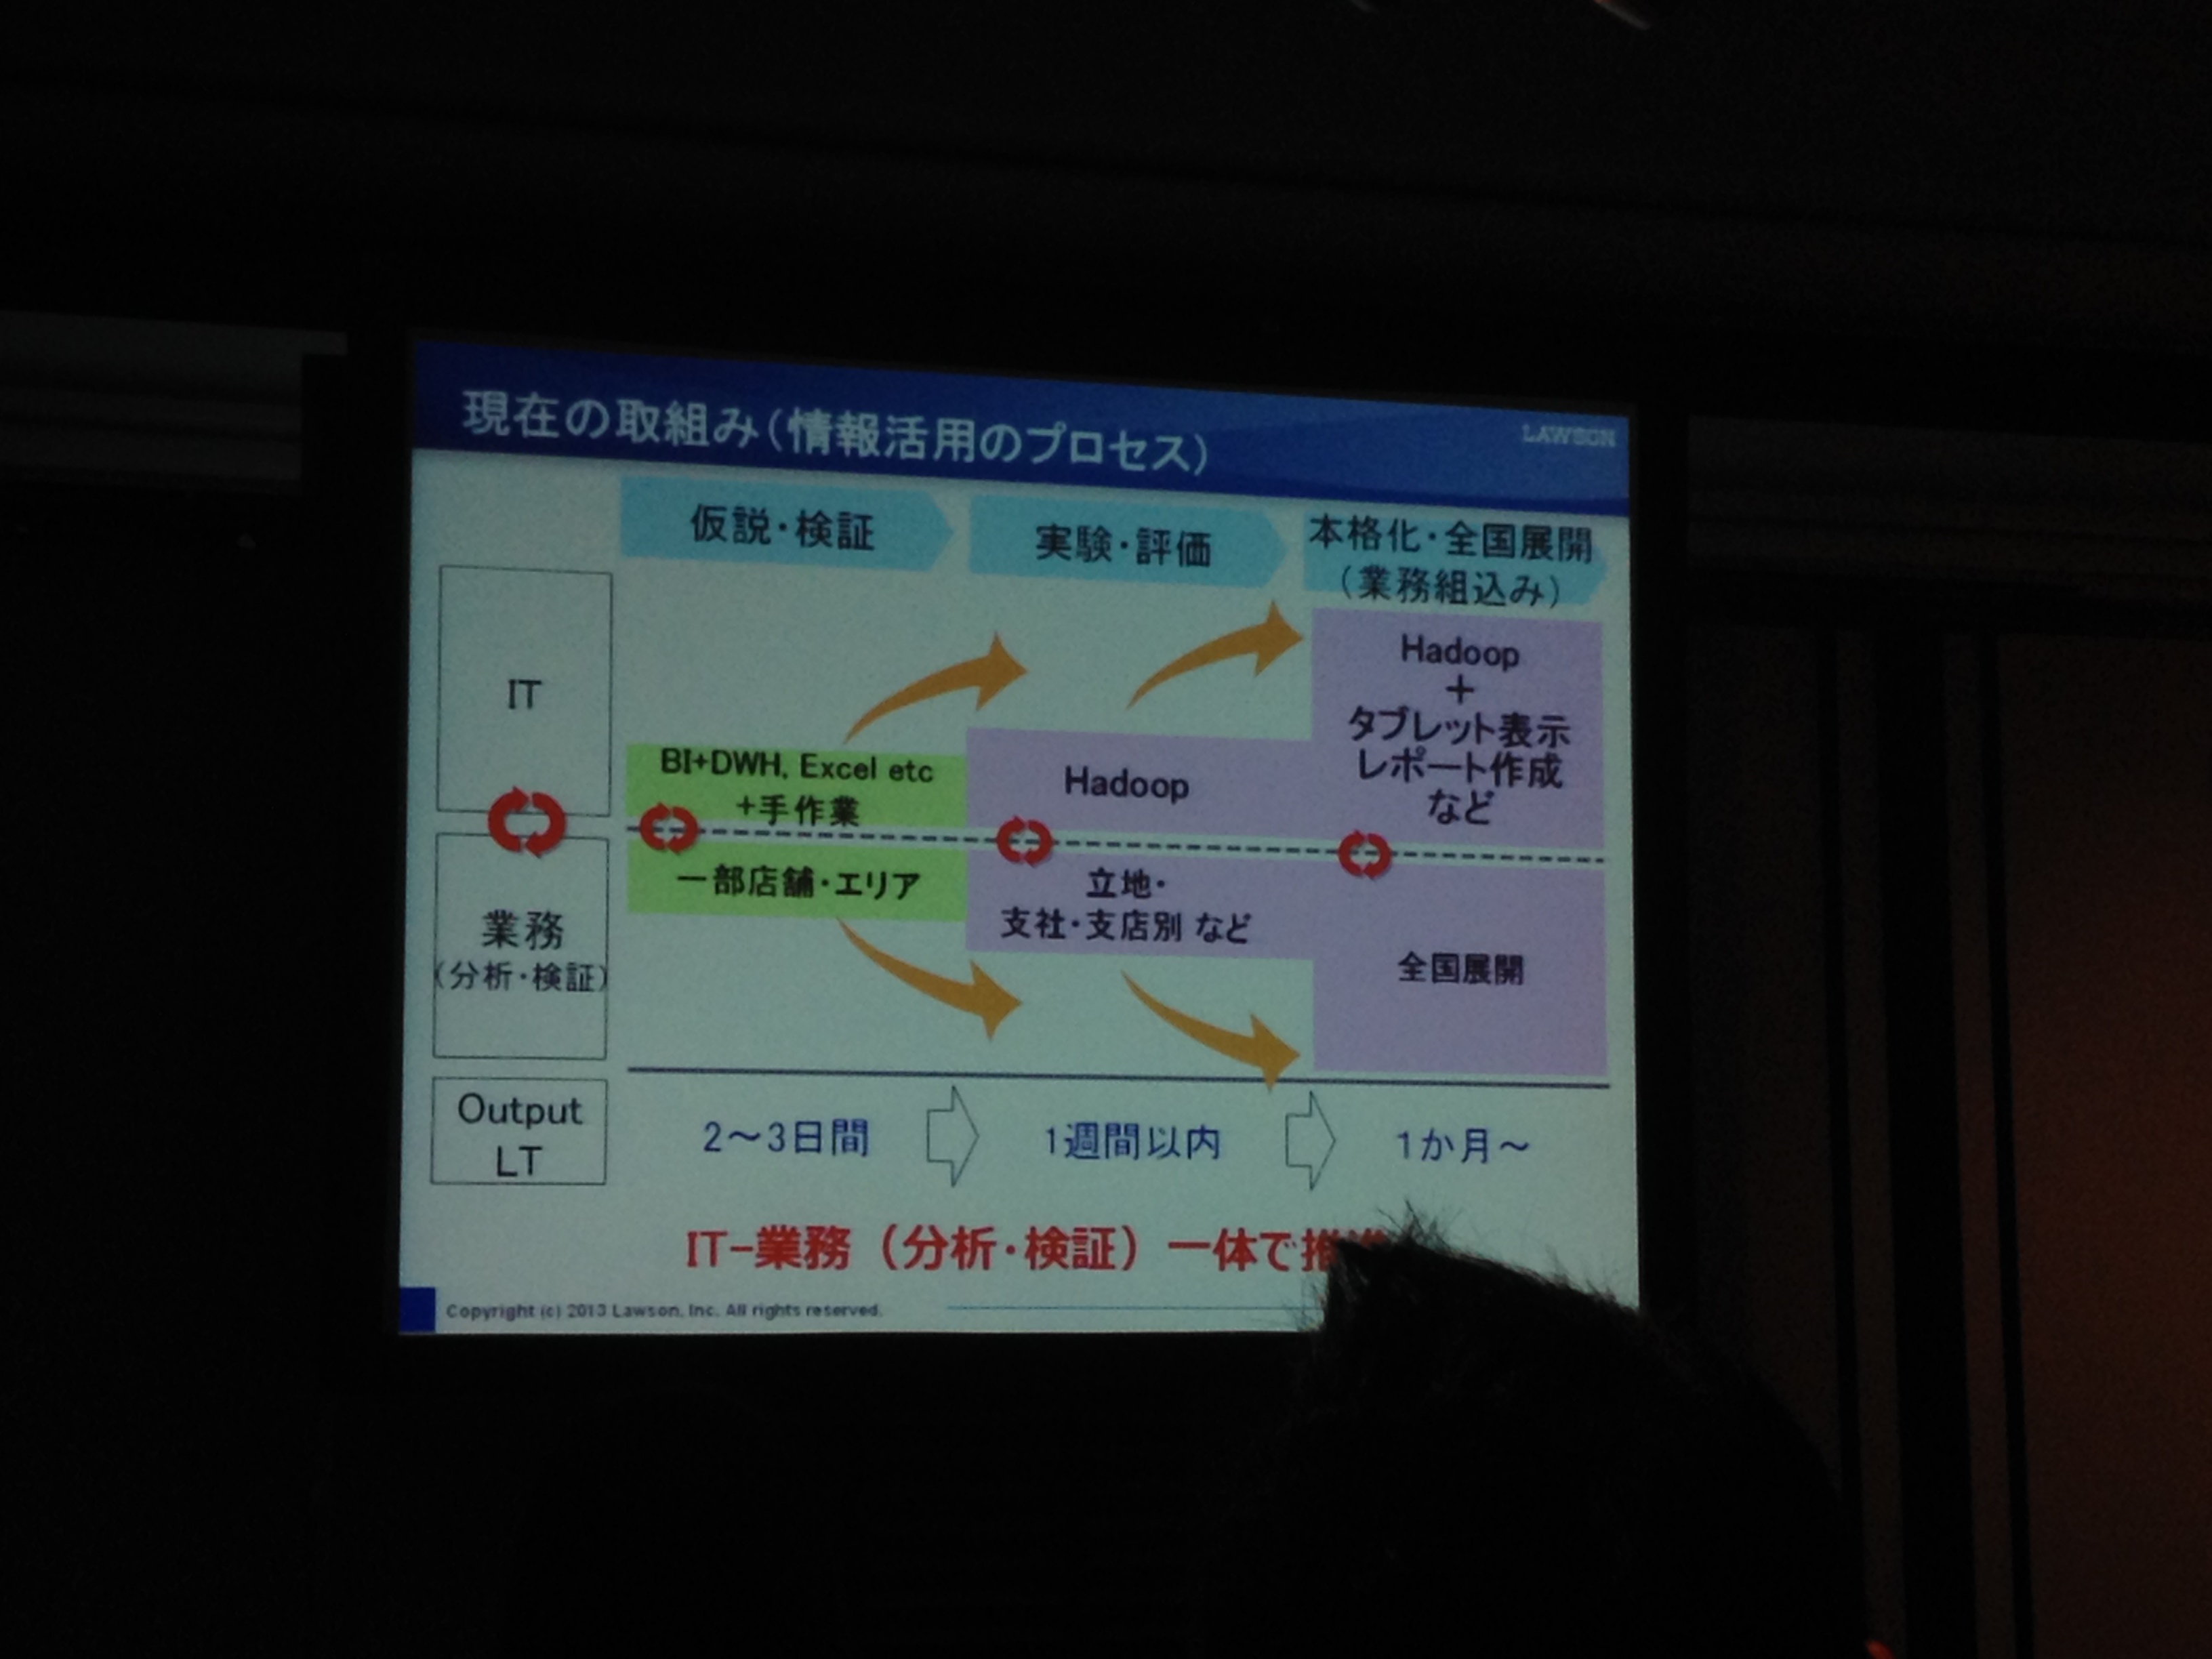 現在の取組み(情報活用のプロセス)
LAWSON
仮説・検証
実験・評価
本格化・全国展開
(業務組込み)
IT
BI+DWH, Excel etc
+手作業
Hadoop
Hadoop
+
タブレット表示
レポート作成
など
業務
(分析・検証)
一部店舗・エリア
立地・
支社・支店別 など
全国展開
Output
LT
2～3日間
1週間以内
1か月～
IT-業務(分析・検証)一体で
Copyright (c) 2013 Lawson, Inc. All rights reserved.